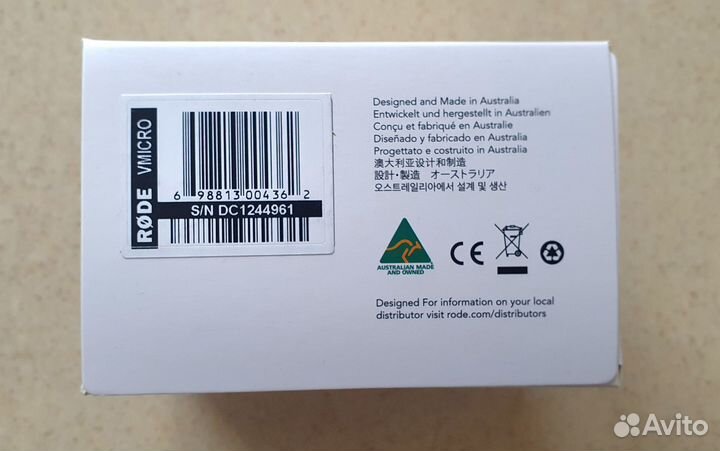 RØDE VMICRO
6 98813 00436 2
S/N DC1244961
Designed and Made in Australia
Entwickelt und hergestellt in Australien
Conçu et fabriqué en Australie
Diseñado y fabricado en Australia
Progettato e costruito in Australia
澳大利亚设计和制造
設計・製造 オーストラリア
오스트레일리아에서 설계 및 생산
AUSTRALIAN MADE
AND OWNED
CE
Designed For information on your local
distributor visit rode.com/distributors
Avito